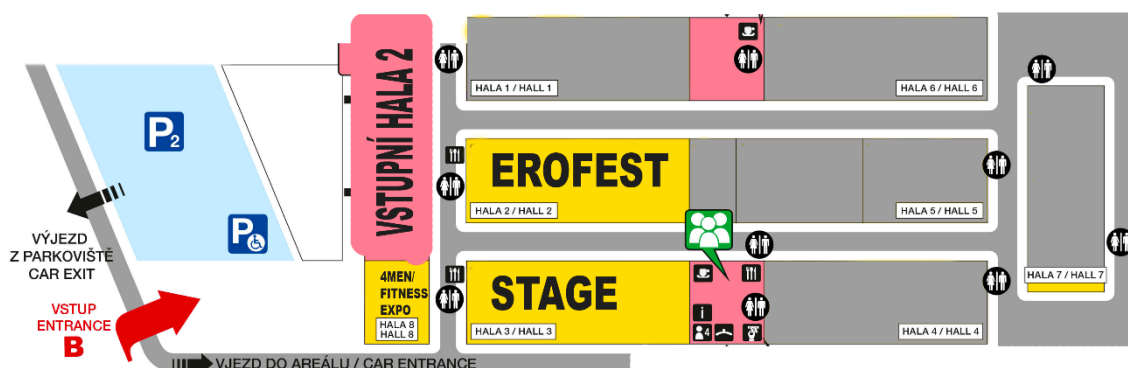 VSTUPNÍ HALA 2
HALA 1 / HALL 1
HALA 6 / HALL 6
P2
EROFEST
HALA 2 / HALL 2
HALA 5 / HALL 5
P
VÝJEZD
Z PARKOVIŠTĚ
CAR EXIT
VSTUP
ENTRANCE
B
4MEN/
FITNESS
EXPO
HALA 8
HALL 8
STAGE
HALA 3 / HALL 3
i
4
HALA 4 / HALL 4
HALA 7 / HALL 7
VJEZD DO AREÁLU / CAR ENTRANCE